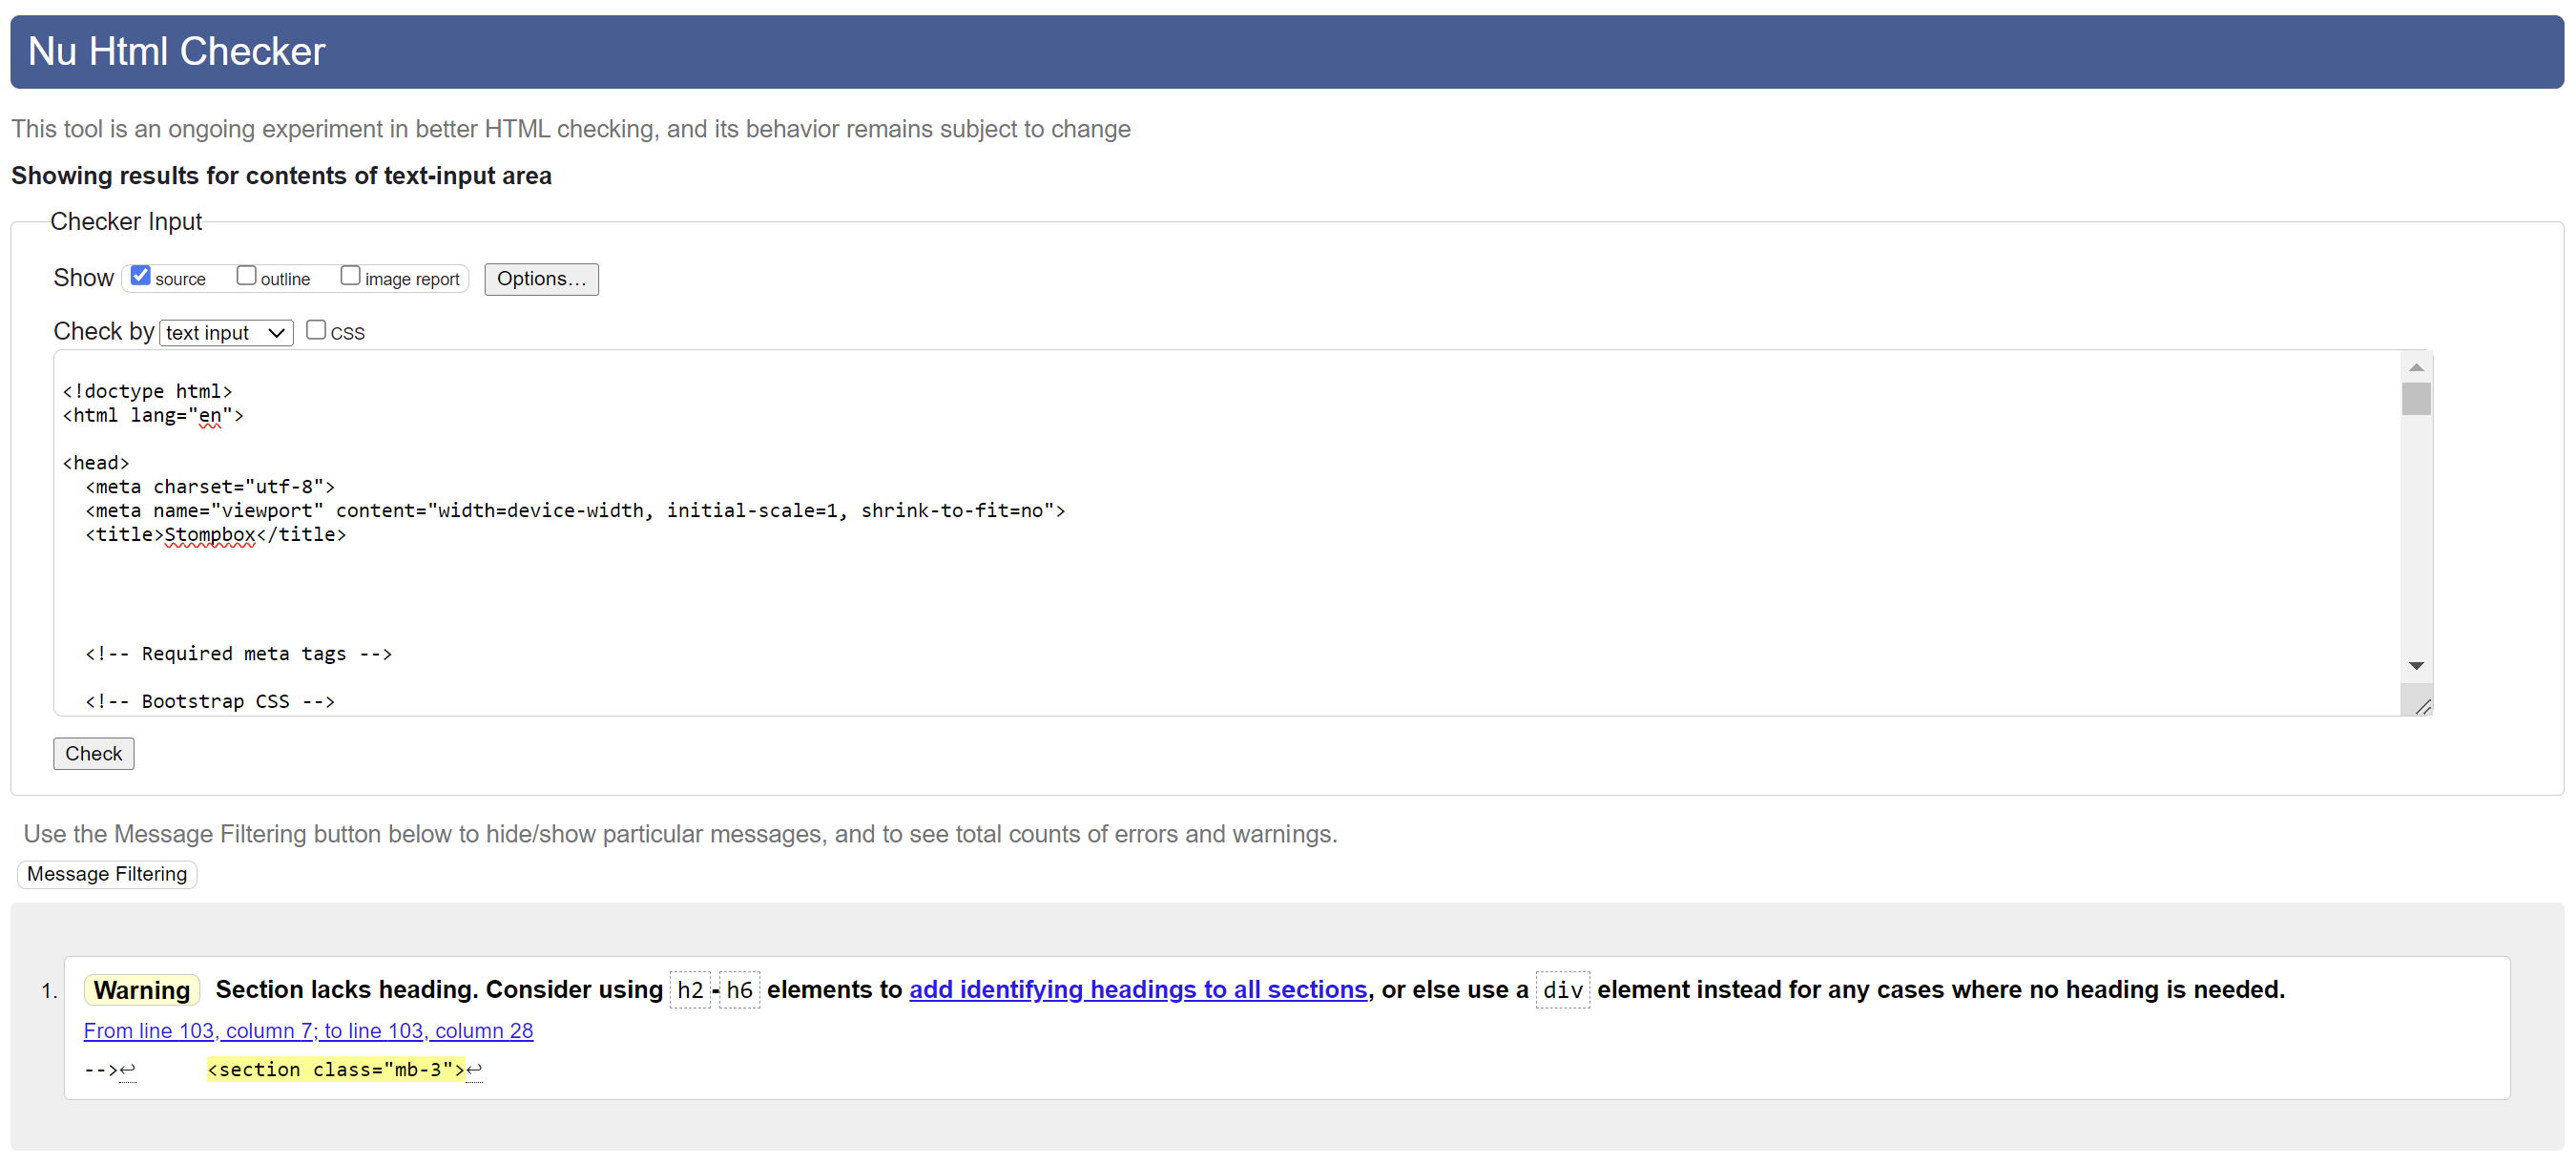 Nu Html Checker
This tool is an ongoing experiment in better HTML checking, and its behavior remains subject to change
Showing results for contents of text-input area
Checker Input
Show source outline image report Options…
Check by text input CSS
<!doctype html>
<html lang="en">
<head>
<meta charset="utf-8">
<meta name="viewport" content="width=device-width, initial-scale=1, shrink-to-fit=no">
<title>Stompbox</title>
<!-- Required meta tags -->
<!-- Bootstrap CSS -->
Check
Use the Message Filtering button below to hide/show particular messages, and to see total counts of errors and warnings.
Message Filtering
1. Warning Section lacks heading. Consider using h2-h6 elements to add identifying headings to all sections, or else use a div element instead for any cases where no heading is needed.
From line 103, column 7; to line 103, column 28
-->↩ <section class="mb-3">↩